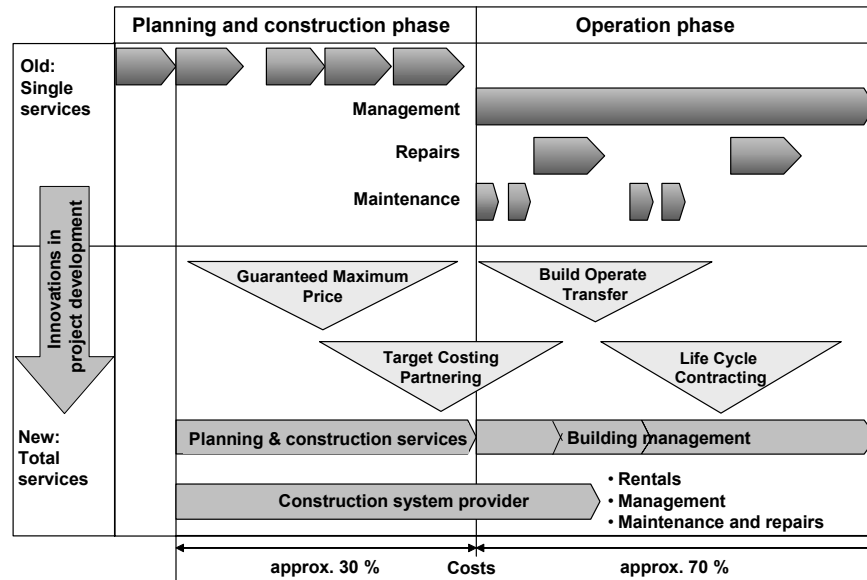 Planning and construction phase
Operation phase
Old:
Single
services
Management
Repairs
Maintenance
Innovations in
project development
Guaranteed Maximum
Price
Build Operate
Transfer
Target Costing
Partnering
Life Cycle
Contracting
New:
Total
services
Planning & construction services
Building management
Construction system provider
• Rentals
• Management
• Maintenance and repairs
approx. 30 %
Costs
approx. 70 %